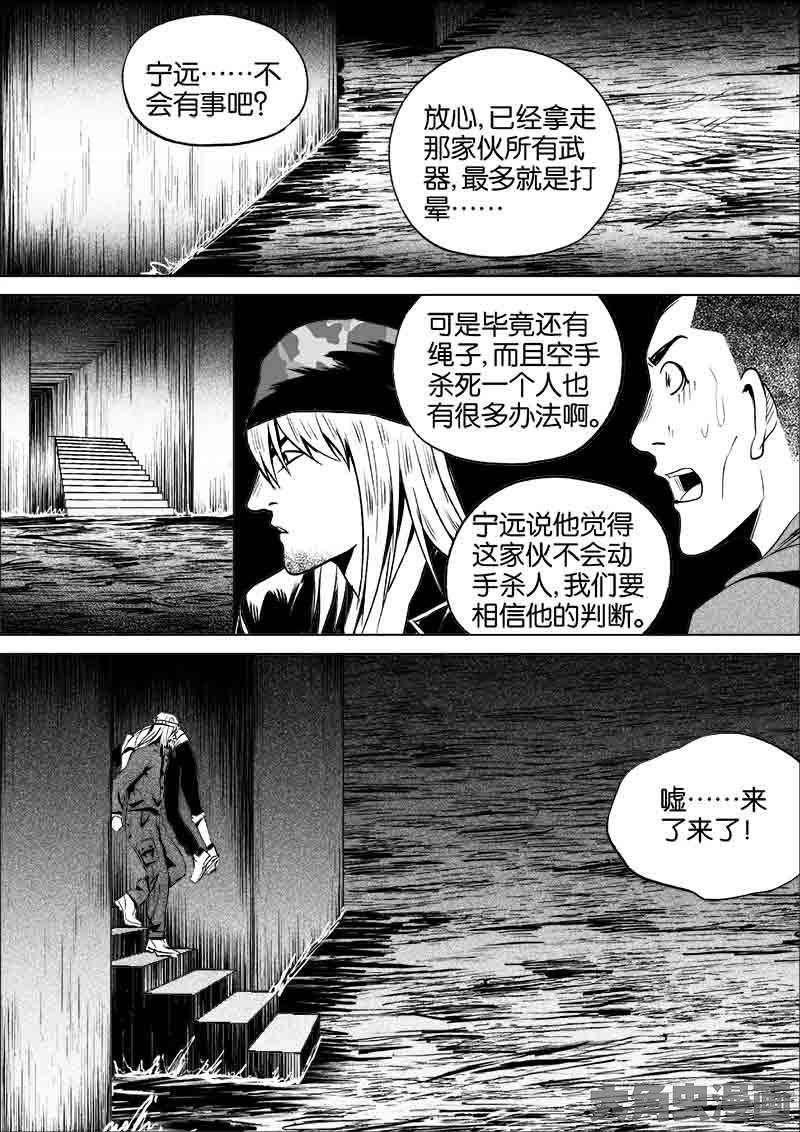 宁远……不
会有事吧？
放心，已经拿走
那家伙所有武
器，最多就是打
晕……
可是毕竟还有
绳子，而且空手
杀死一个人也
有很多办法啊。
宁远说他觉得
这家伙不会动
手杀人，我们要
相信他的判断。
嘘……来
了来了！